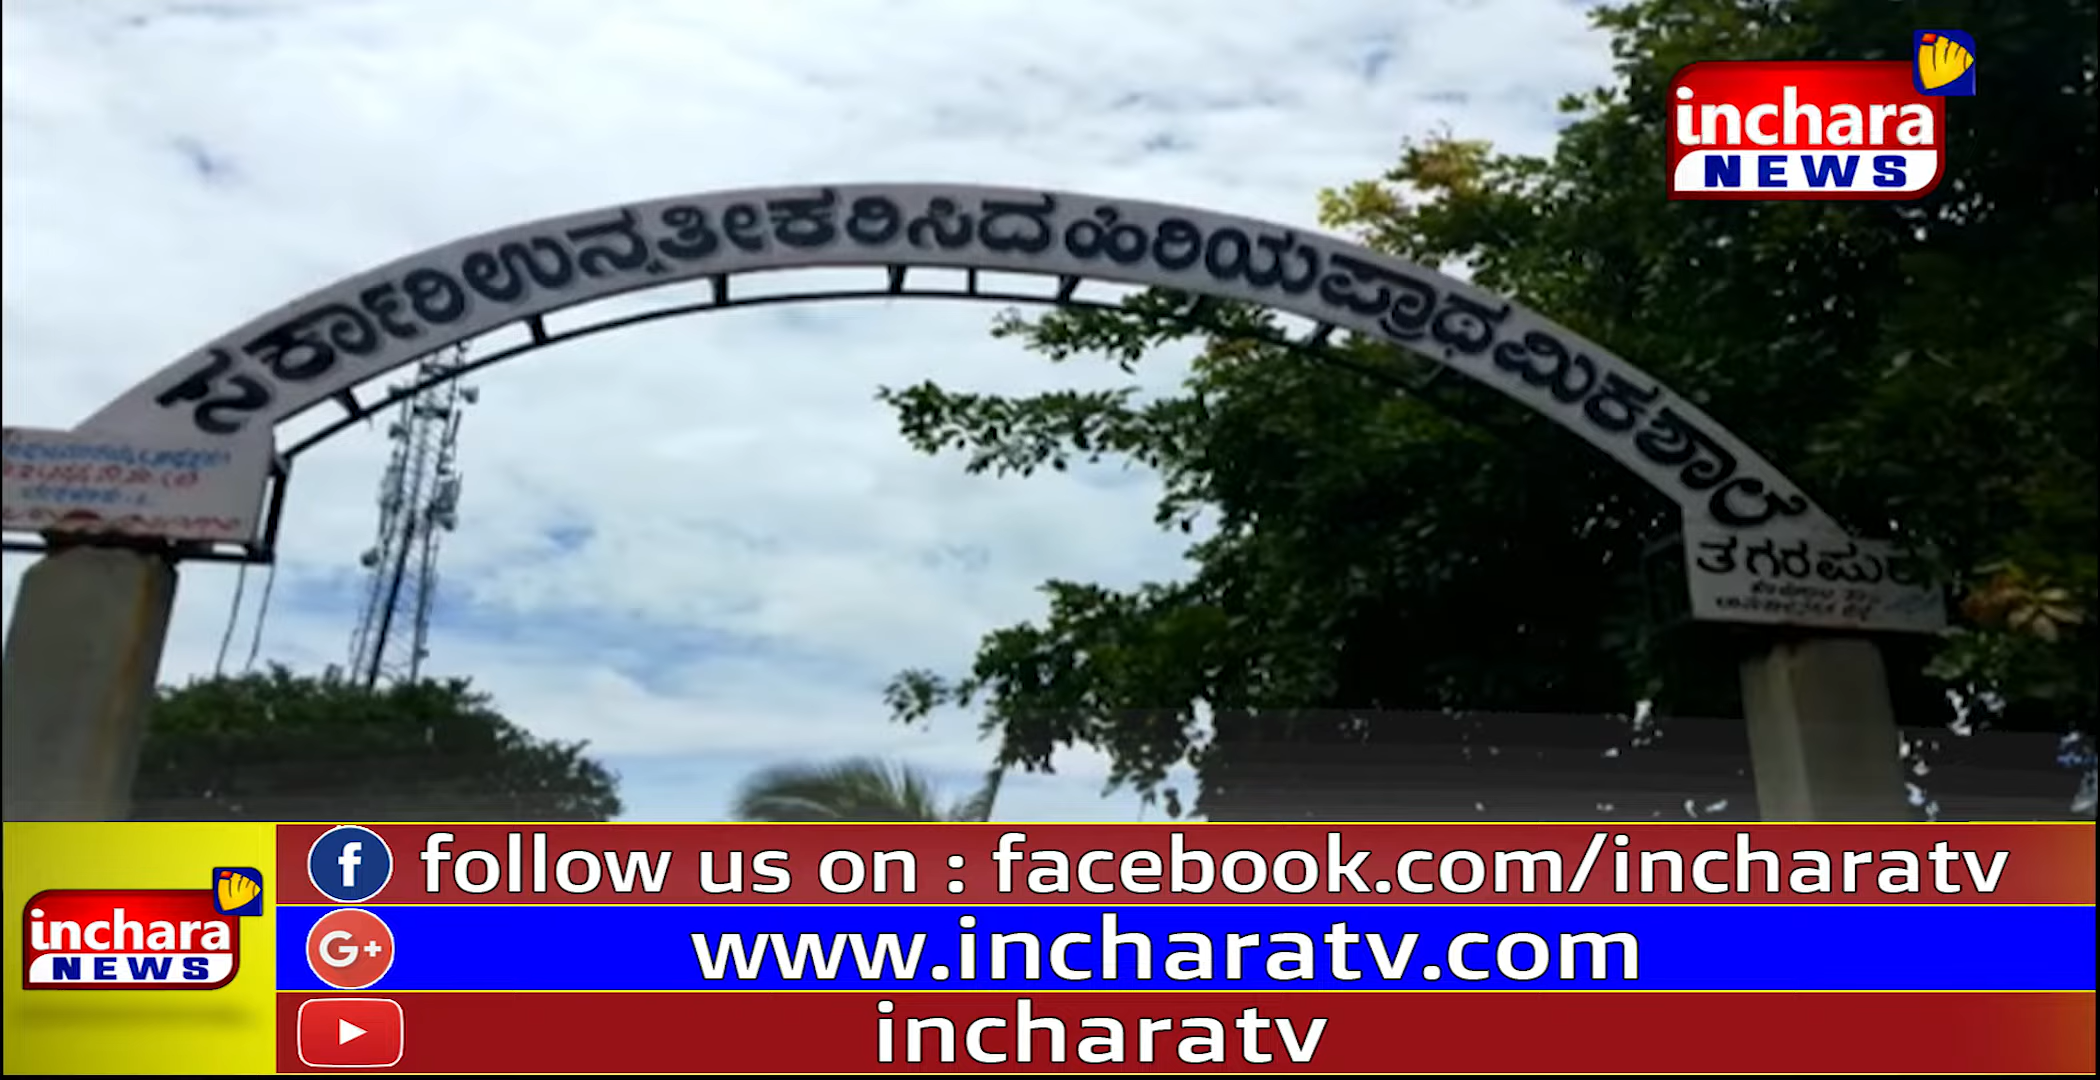 inchara
NEWS
ಸರ್ಕಾರಿ ಉನ್ನತೀಕರಿಸಿದ ಹಿರಿಯ ಪ್ರಾಥಮಿಕ ಶಾಲೆ
ತಗರಪುರ
follow us on : facebook.com/incharatv
inchara
NEWS
www.incharatv.com
incharatv